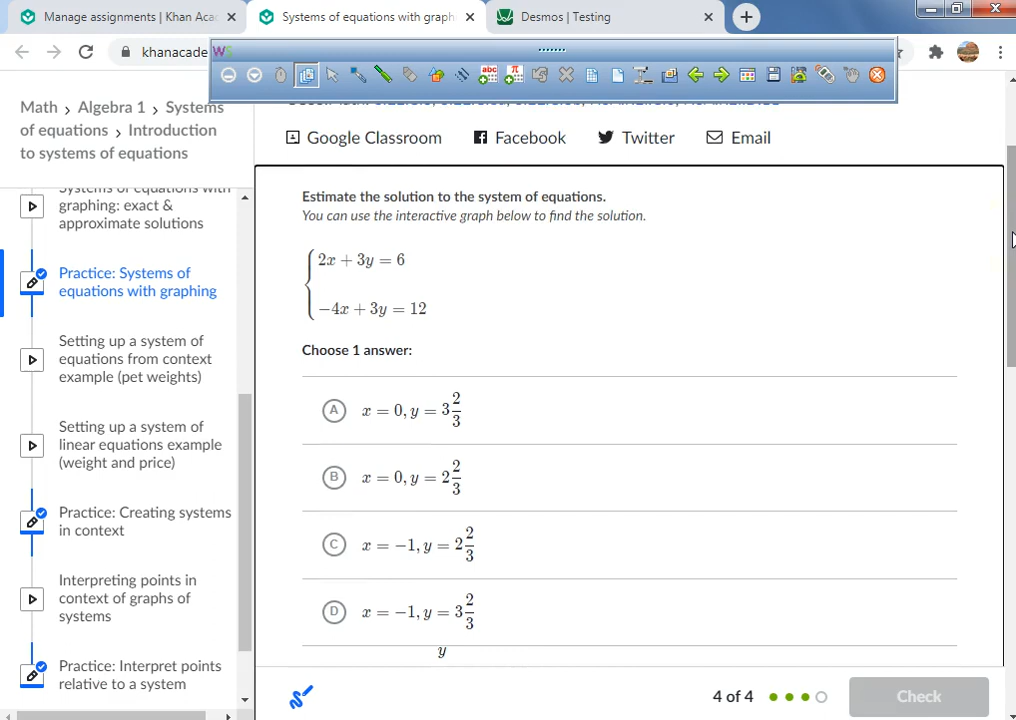 Manage assignments | Khan Aca
Systems of equations with graph
Desmos | Testing
khanacade
Math > Algebra 1 > Systems
of equations > Introduction
to systems of equations
Google Classroom
Facebook
Twitter
Email
Systems of equations with
graphing: exact &
approximate solutions
Practice: Systems of
equations with graphing
Setting up a system of
equations from context
example (pet weights)
Setting up a system of
linear equations example
(weight and price)
Practice: Creating systems
in context
Interpreting points in
context of graphs of
systems
Practice: Interpret points
relative to a system
Estimate the solution to the system of equations.
You can use the interactive graph below to find the solution.
2x + 3y = 6
−4x + 3y = 12
Choose 1 answer:
A x = 0, y = 3 2/3
B x = 0, y = 2 2/3
C x = −1, y = 2 2/3
D x = −1, y = 3 2/3
y
4 of 4
Check